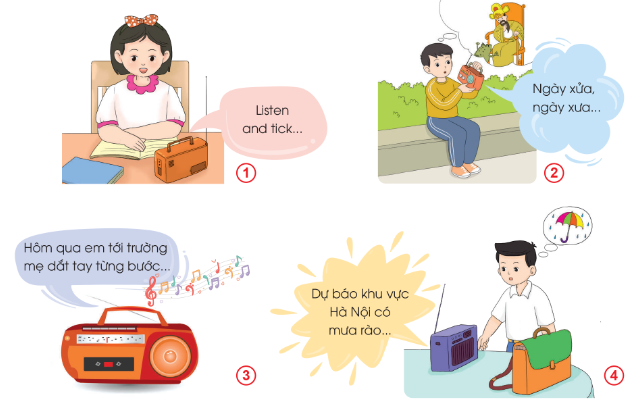 Listen
and tick...
1
Ngày xửa,
ngày xưa...
2
Hôm qua em tới trường
mẹ dắt tay từng bước...
3
Dự báo khu vực
Hà Nội có
mưa rào...
4